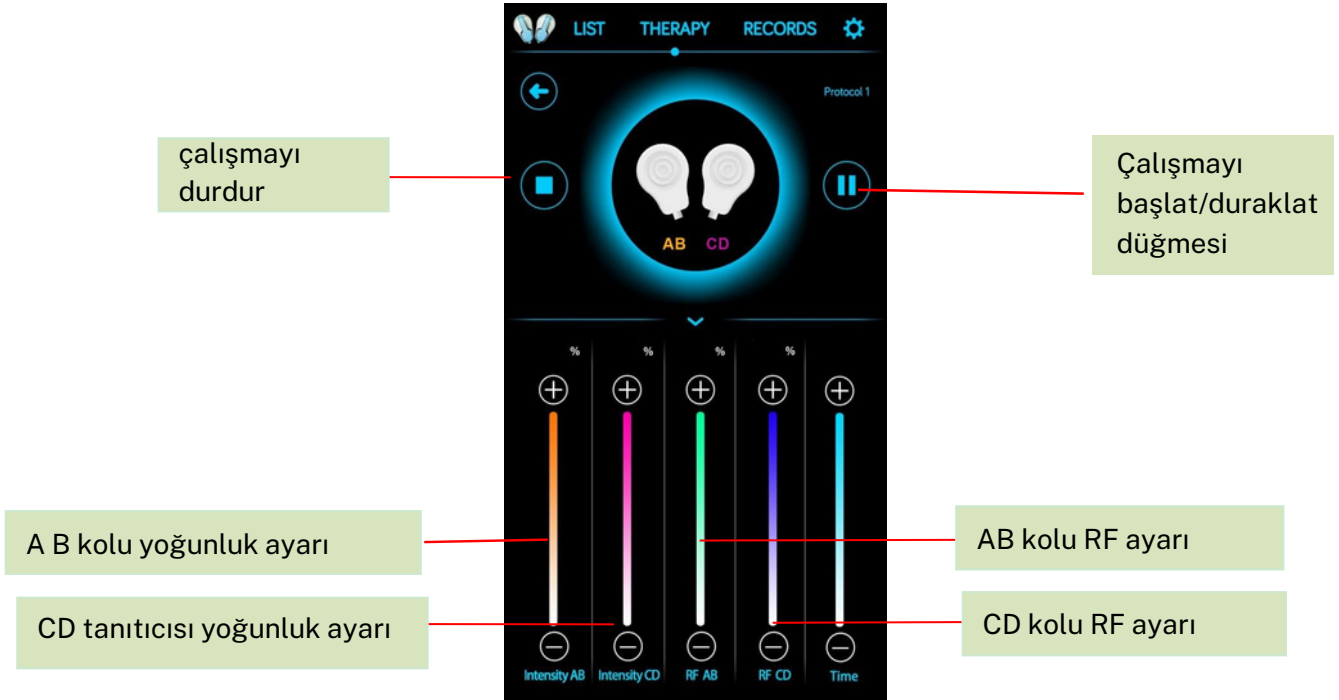 LIST THERAPY RECORDS
Protocol 1
çalışmayı
durdur
Çalışmayı
başlat/duraklat
düğmesi
AB CD
% % % %
A B kolu yoğunluk ayarı
AB kolu RF ayarı
CD tanıtıcısı yoğunluk ayarı
CD kolu RF ayarı
Intensity AB Intensity CD RF AB RF CD Time